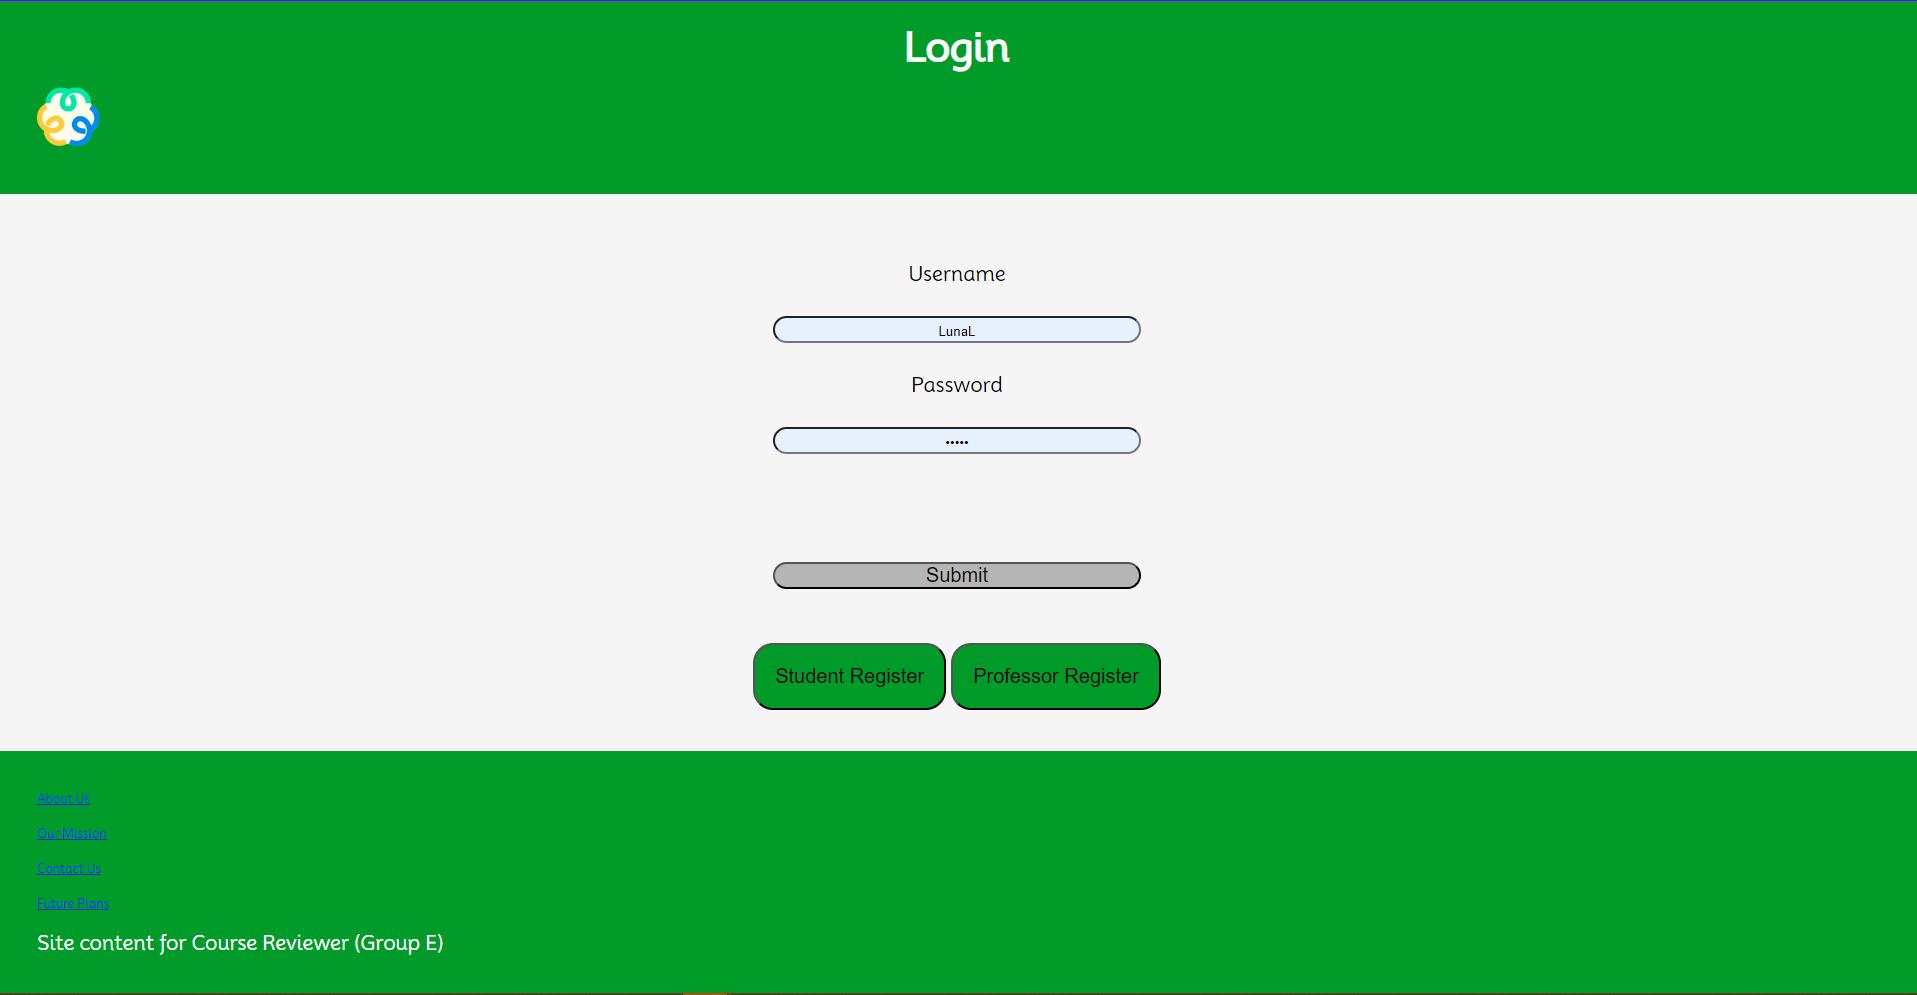 Login
Username
LunaL
Password
•••••
Submit
Student Register Professor Register
About Us
Our Mission
Contact Us
Future Plans
Site content for Course Reviewer (Group E)